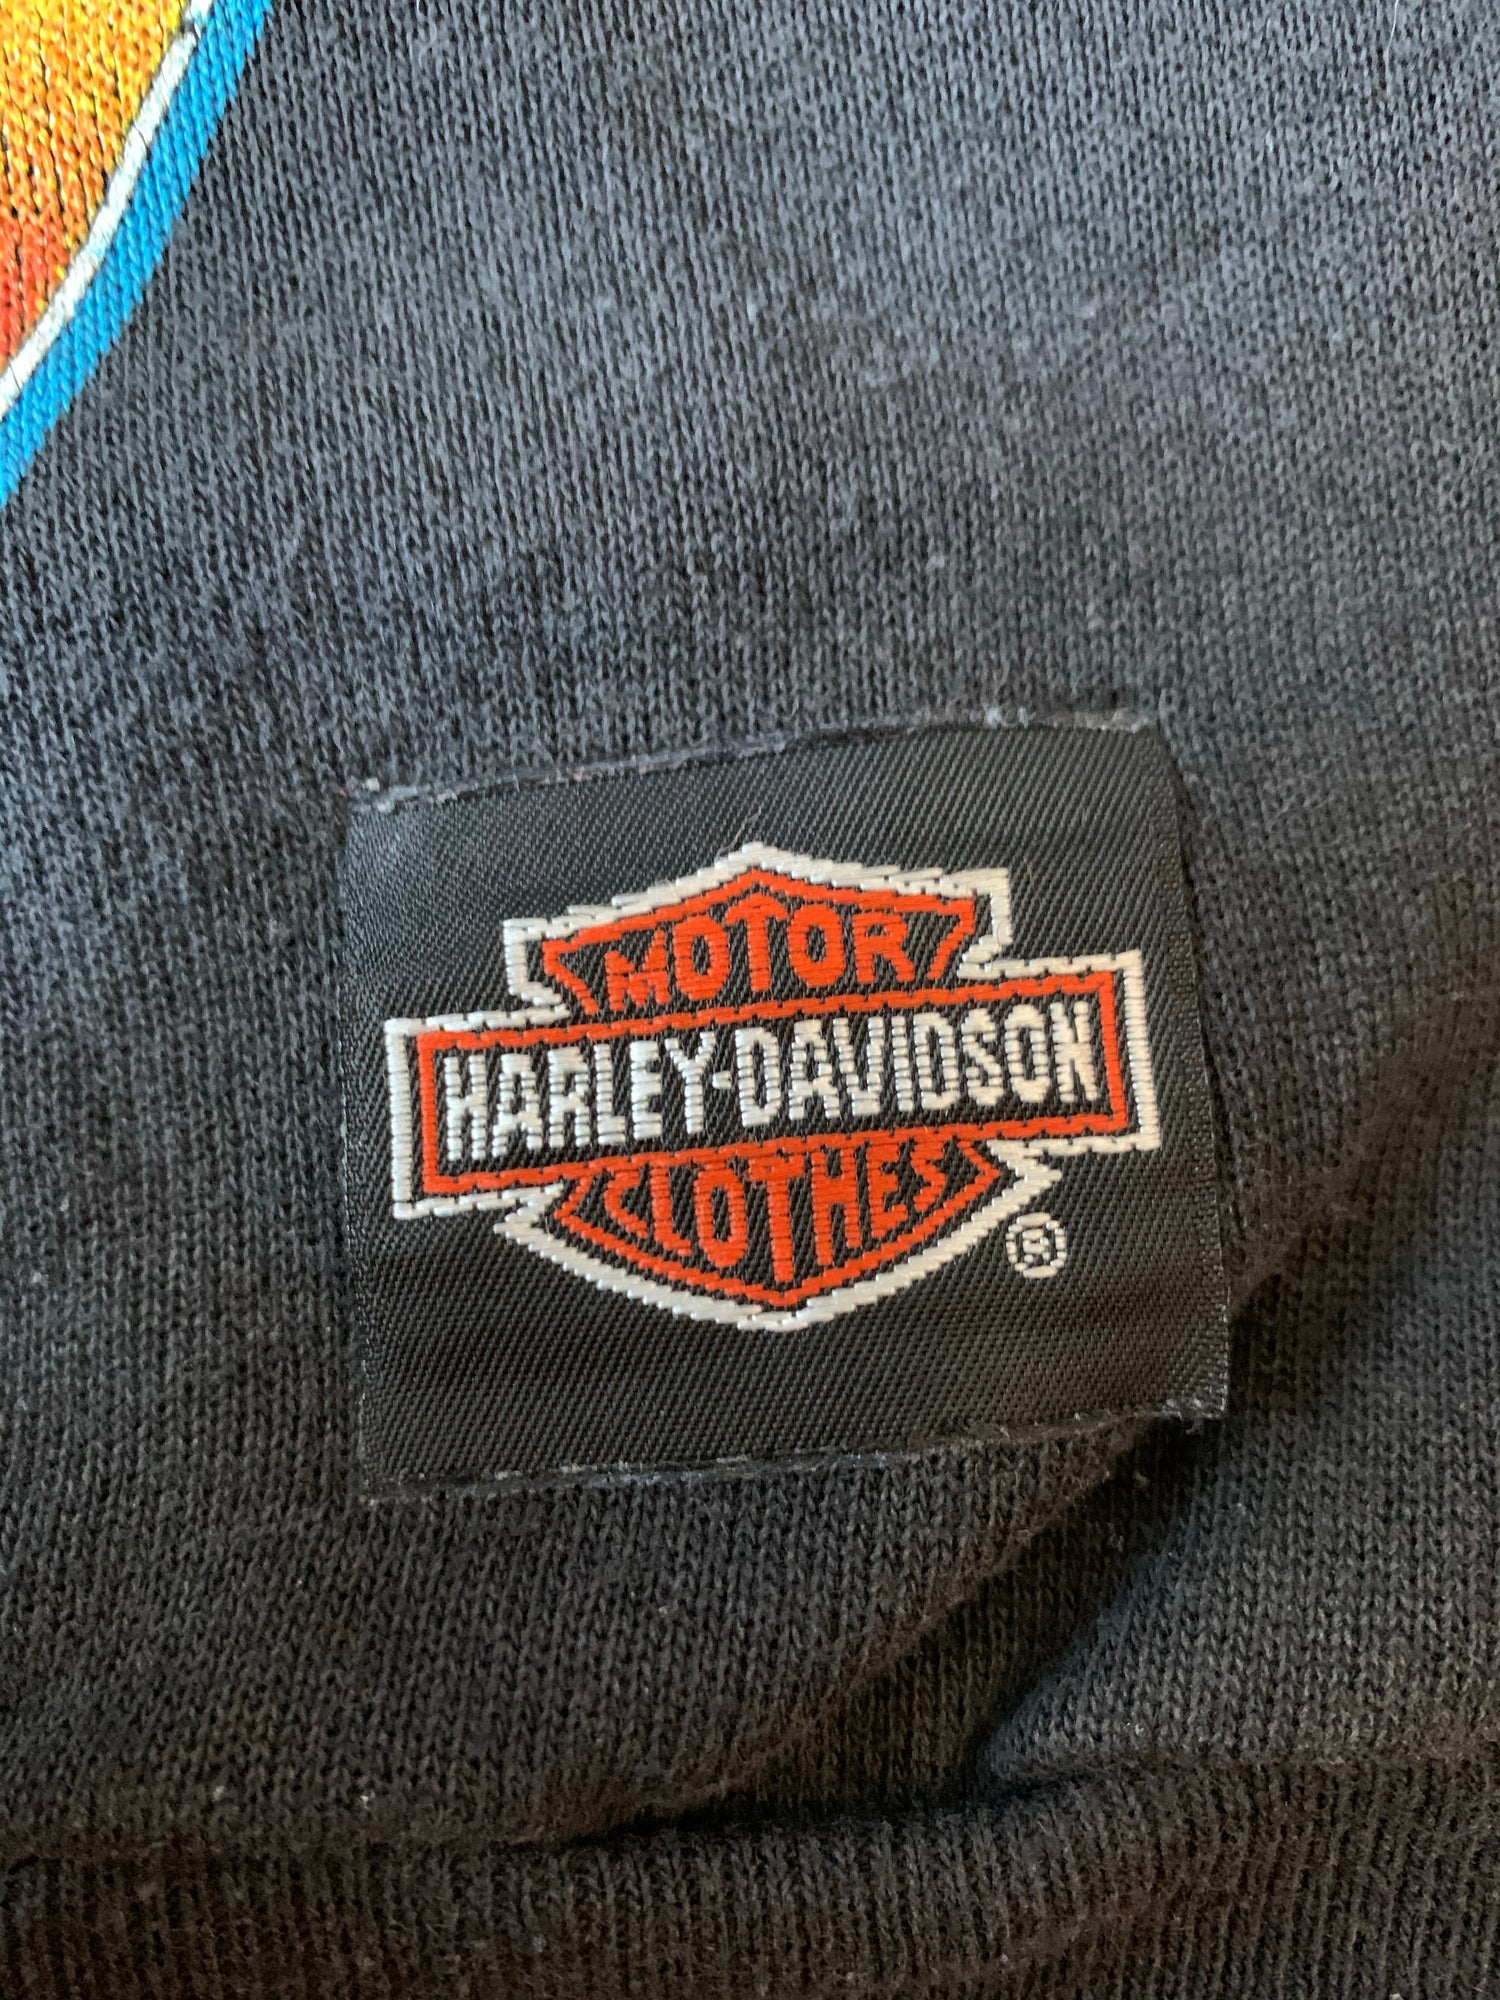 MOTOR
HARLEY-DAVIDSON
CLOTHES
®